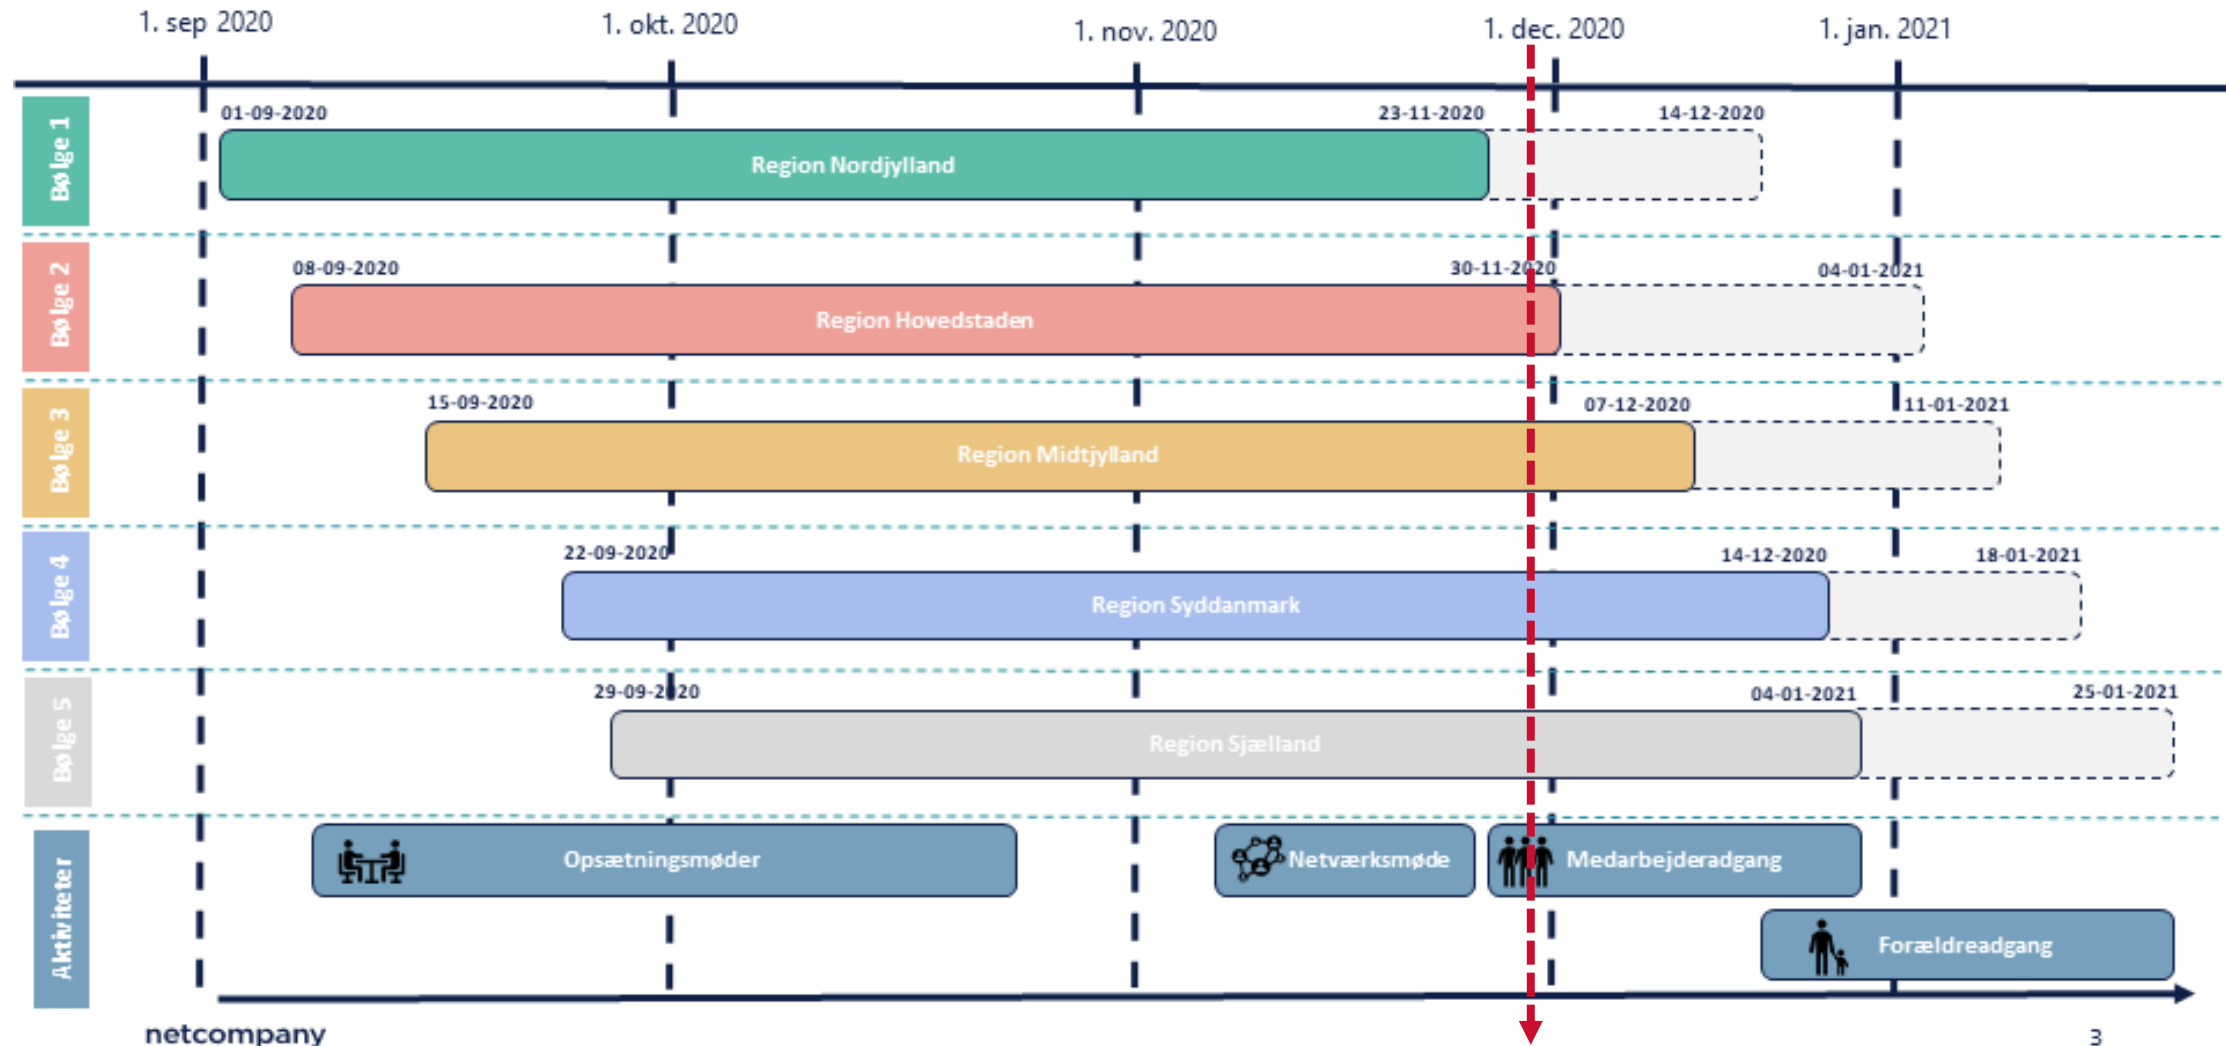 1. sep 2020
1. okt. 2020
1. nov. 2020
1. dec. 2020
1. jan. 2021
Bølge 1
01-09-2020
23-11-2020
14-12-2020
Region Nordjylland
Bølge 2
08-09-2020
30-11-2020
04-01-2021
Region Hovedstaden
Bølge 3
15-09-2020
07-12-2020
11-01-2021
Region Midtjylland
Bølge 4
22-09-2020
14-12-2020
18-01-2021
Region Syddanmark
Bølge 5
29-09-2020
04-01-2021
25-01-2021
Region Sjælland
Aktiviteter
Opsætningsmøder
Netværksmøde
Medarbejderadgang
Forældreadgang
netcompany
3